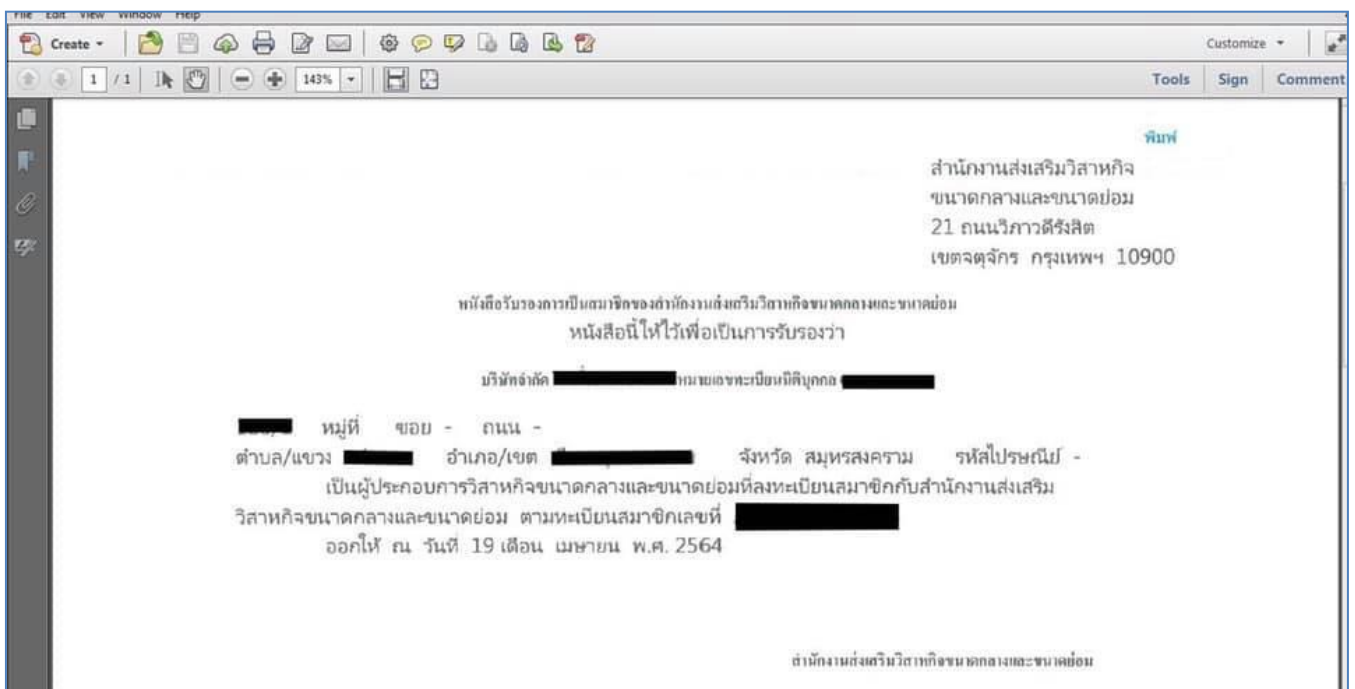 File Edit View Window Help
Create
Customize
1 / 1 143% Tools Sign Comment
พิมพ์
สำนักงานส่งเสริมวิสาหกิจ
ขนาดกลางและขนาดย่อม
21 ถนนวิภาวดีรังสิต
เขตจตุจักร กรุงเทพฯ 10900
หนังสือรับรองการเป็นสมาชิกของสำนักงานส่งเสริมวิสาหกิจขนาดกลางและขนาดย่อม
หนังสือนี้ให้ไว้เพื่อเป็นการรับรองว่า
บริษัทจำกัด หมายเลขทะเบียนนิติบุคคล
หมู่ที่ ซอย - ถนน -
ตำบล/แขวง อำเภอ/เขต จังหวัด สมุทรสงคราม รหัสไปรษณีย์ -
เป็นผู้ประกอบการวิสาหกิจขนาดกลางและขนาดย่อมที่ลงทะเบียนสมาชิกกับสำนักงานส่งเสริม
วิสาหกิจขนาดกลางและขนาดย่อม ตามทะเบียนสมาชิกเลขที่
ออกให้ ณ วันที่ 19 เดือน เมษายน พ.ศ. 2564
สำนักงานส่งเสริมวิสาหกิจขนาดกลางและขนาดย่อม